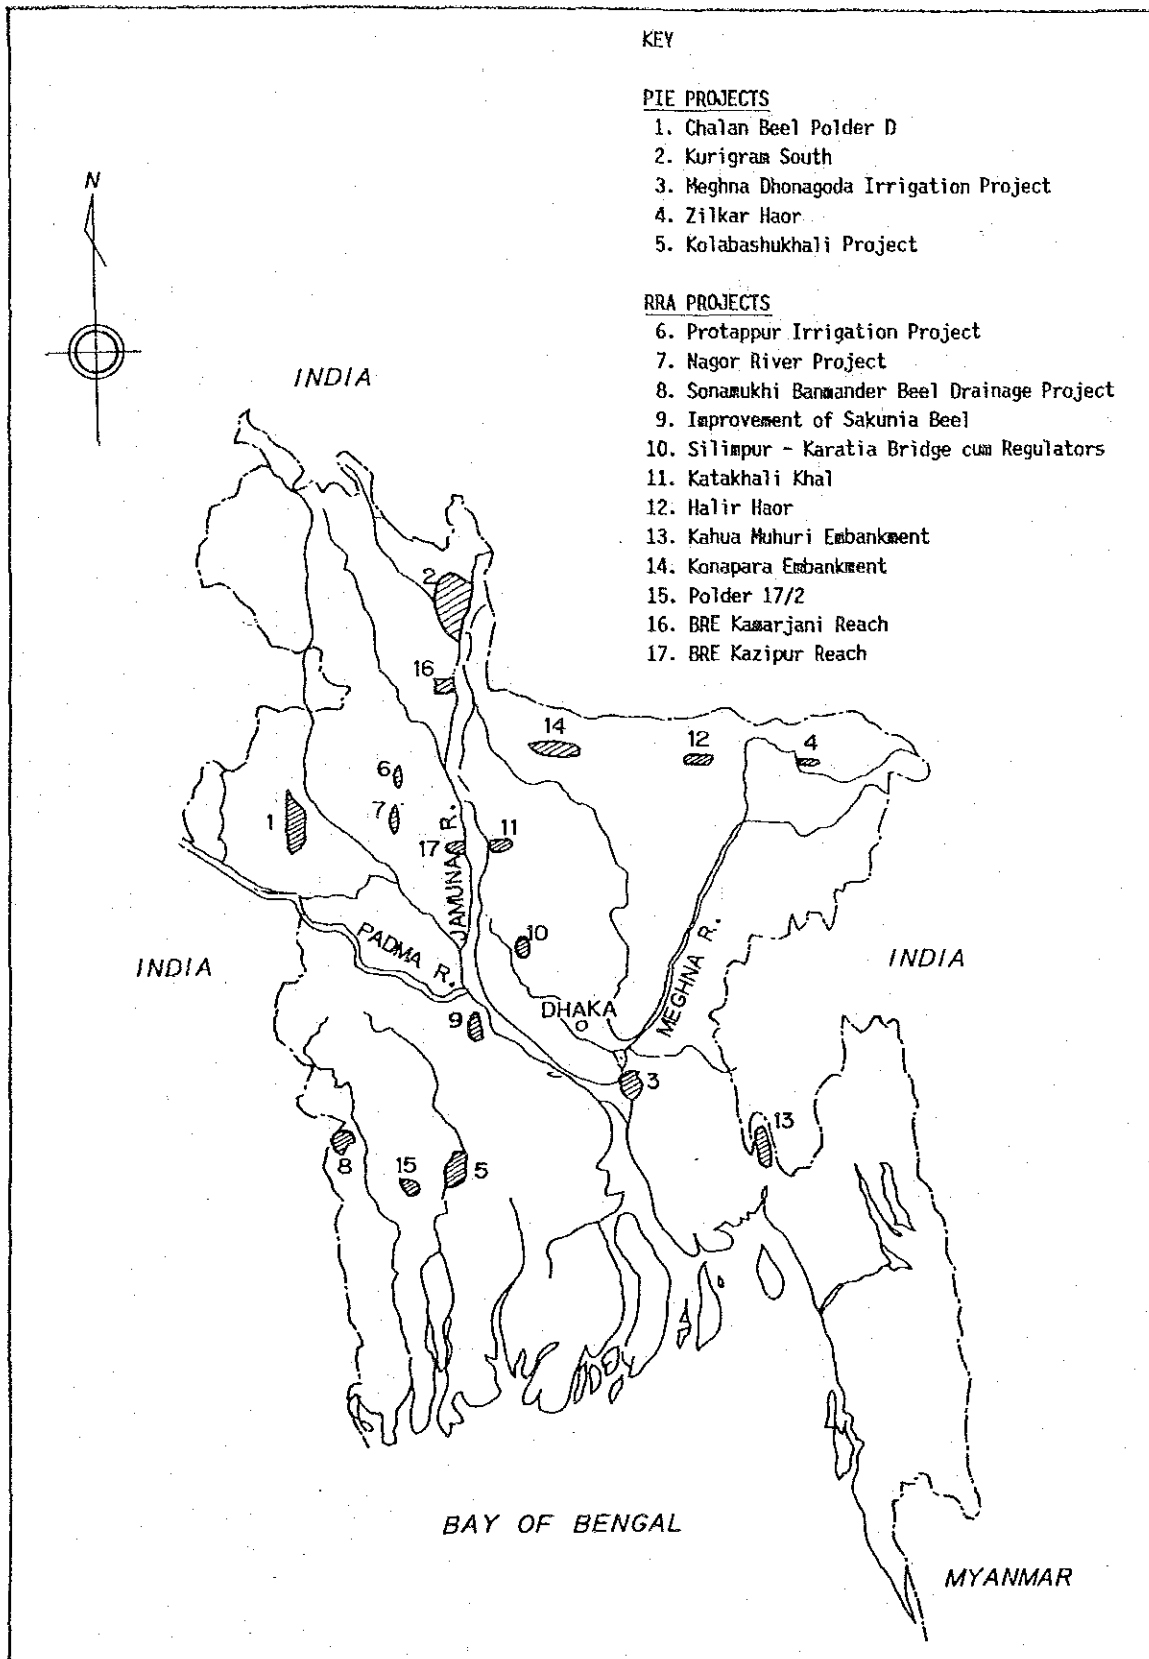 KEY
PIE PROJECTS
1. Chalan Beel Polder D
2. Kurigram South
3. Meghna Dhonagoda Irrigation Project
4. Zilkar Haor
5. Kolabashukhali Project
RRA PROJECTS
6. Protappur Irrigation Project
7. Nagor River Project
8. Sonamukhi Banmander Beel Drainage Project
9. Improvement of Sakunia Beel
10. Silimpur - Karatia Bridge cum Regulators
11. Katakhali Khal
12. Halir Haor
13. Kahua Muhuri Embankment
14. Konapara Embankment
15. Polder 17/2
16. BRE Kamarjani Reach
17. BRE Kazipur Reach
N
INDIA
2
16
14
12
4
6
7
1
17
11
JAMUNA R.
10
PADMA R.
INDIA
INDIA
MEGHNA R.
DHAKA
9
3
13
8
15
5
BAY OF BENGAL
MYANMAR